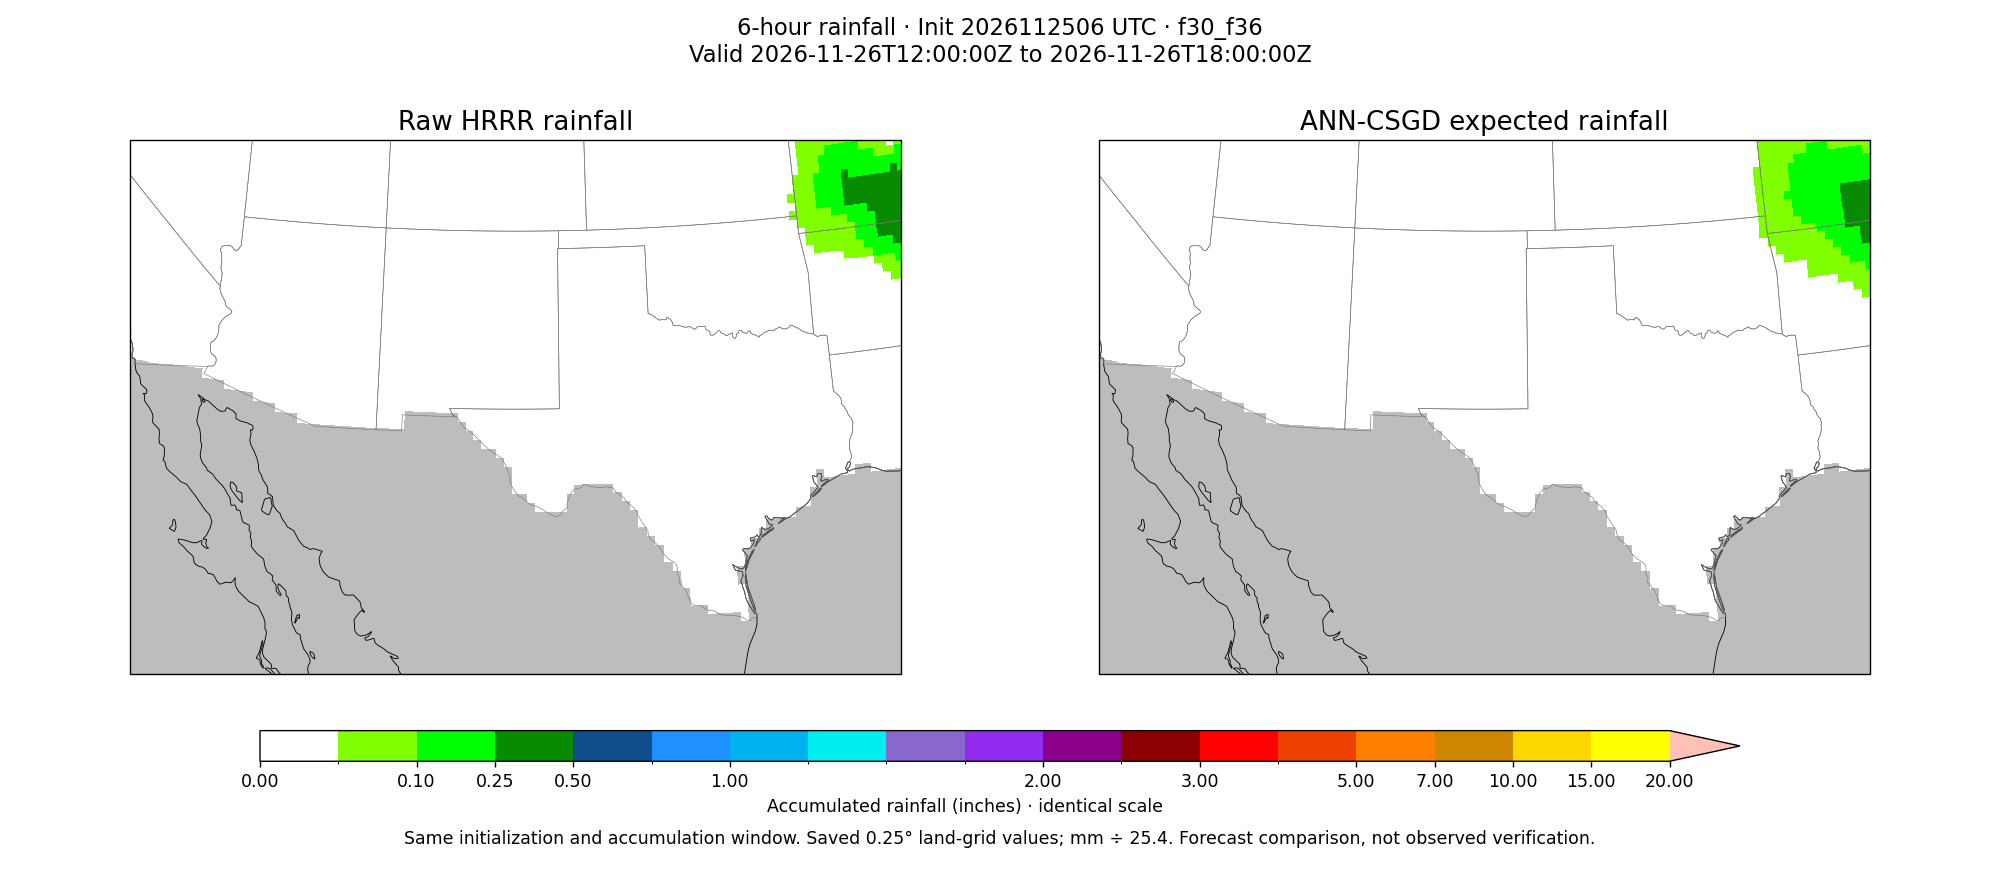 6-hour rainfall · Init 2026112506 UTC · f30_f36
Valid 2026-11-26T12:00:00Z to 2026-11-26T18:00:00Z
Raw HRRR rainfall
ANN-CSGD expected rainfall
0.00 0.10 0.25 0.50 1.00 2.00 3.00 5.00 7.00 10.00 15.00 20.00
Accumulated rainfall (inches) · identical scale
Same initialization and accumulation window. Saved 0.25° land-grid values; mm ÷ 25.4. Forecast comparison, not observed verification.